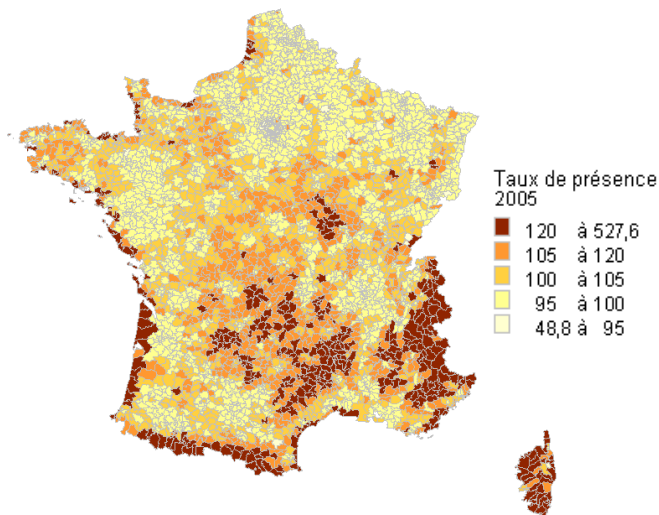 Taux de présence
2005
120 à 527,6
105 à 120
100 à 105
95 à 100
48,8 à 95